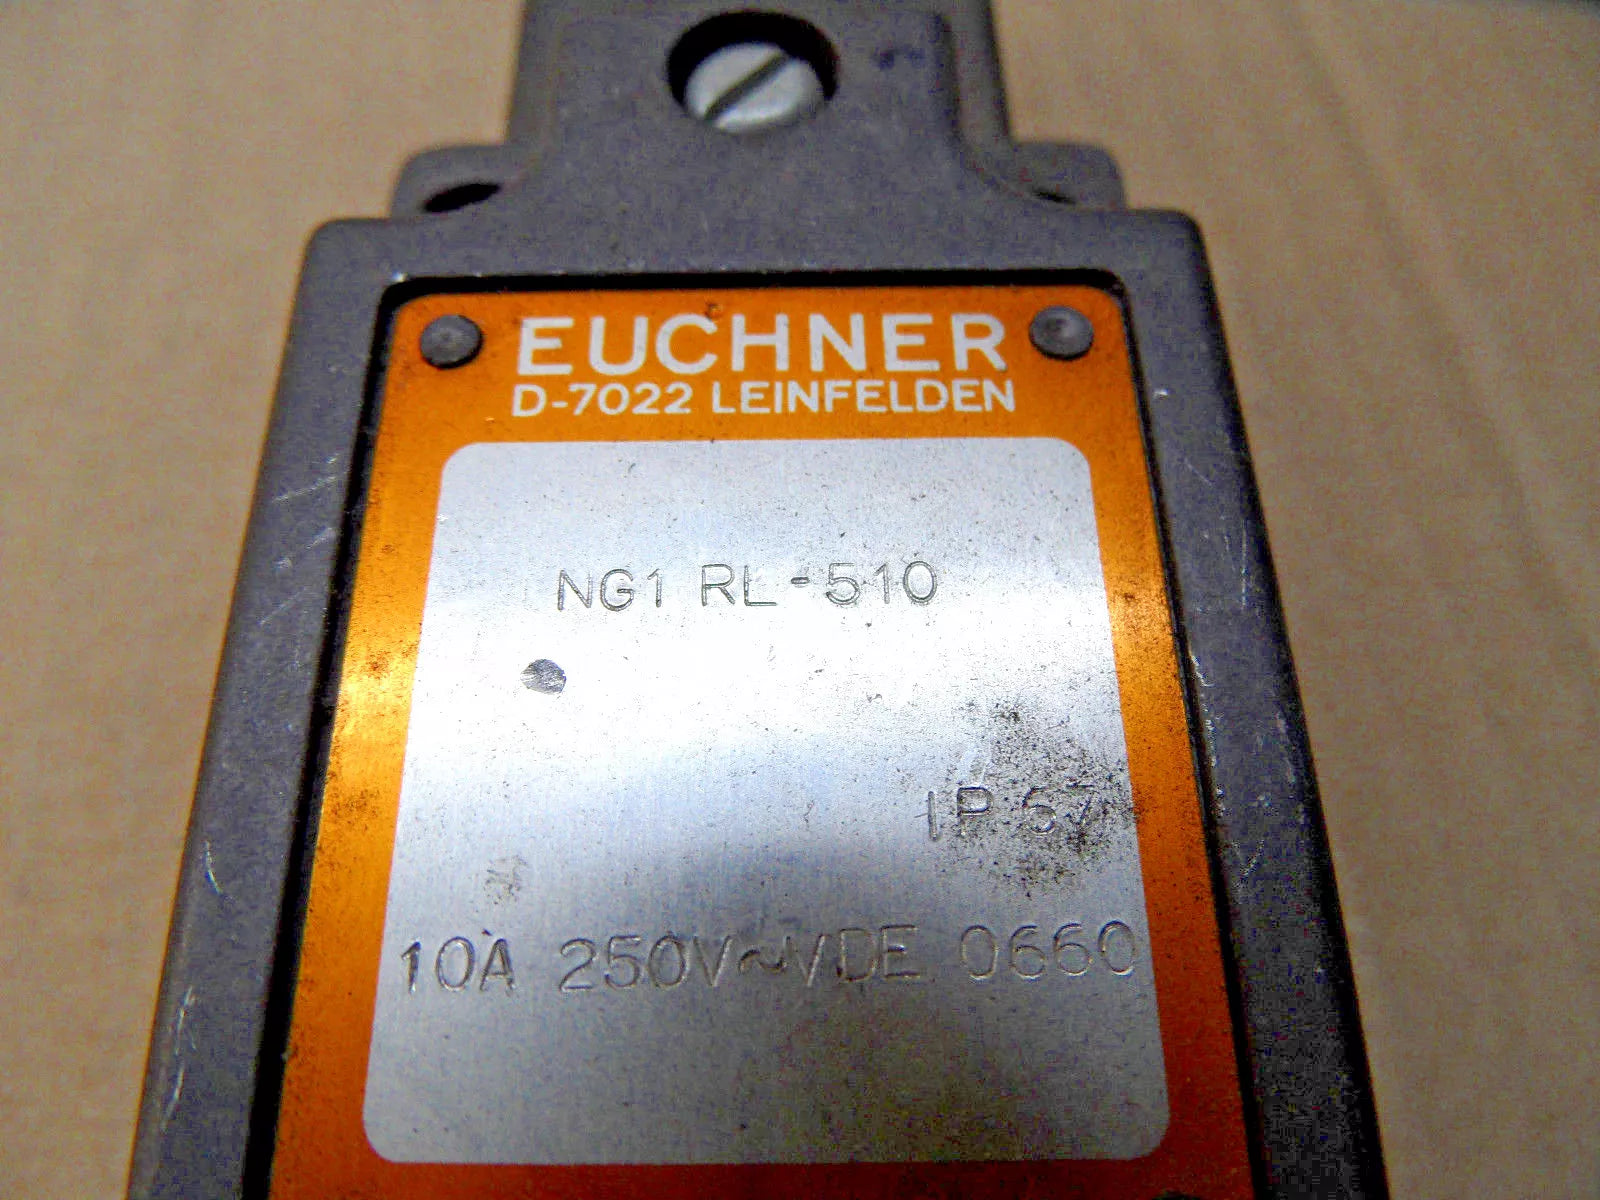 EUCHNER
D-7022 LEINFELDEN
NG1 RL-510
IP 67
10A 250V~VDE 0660